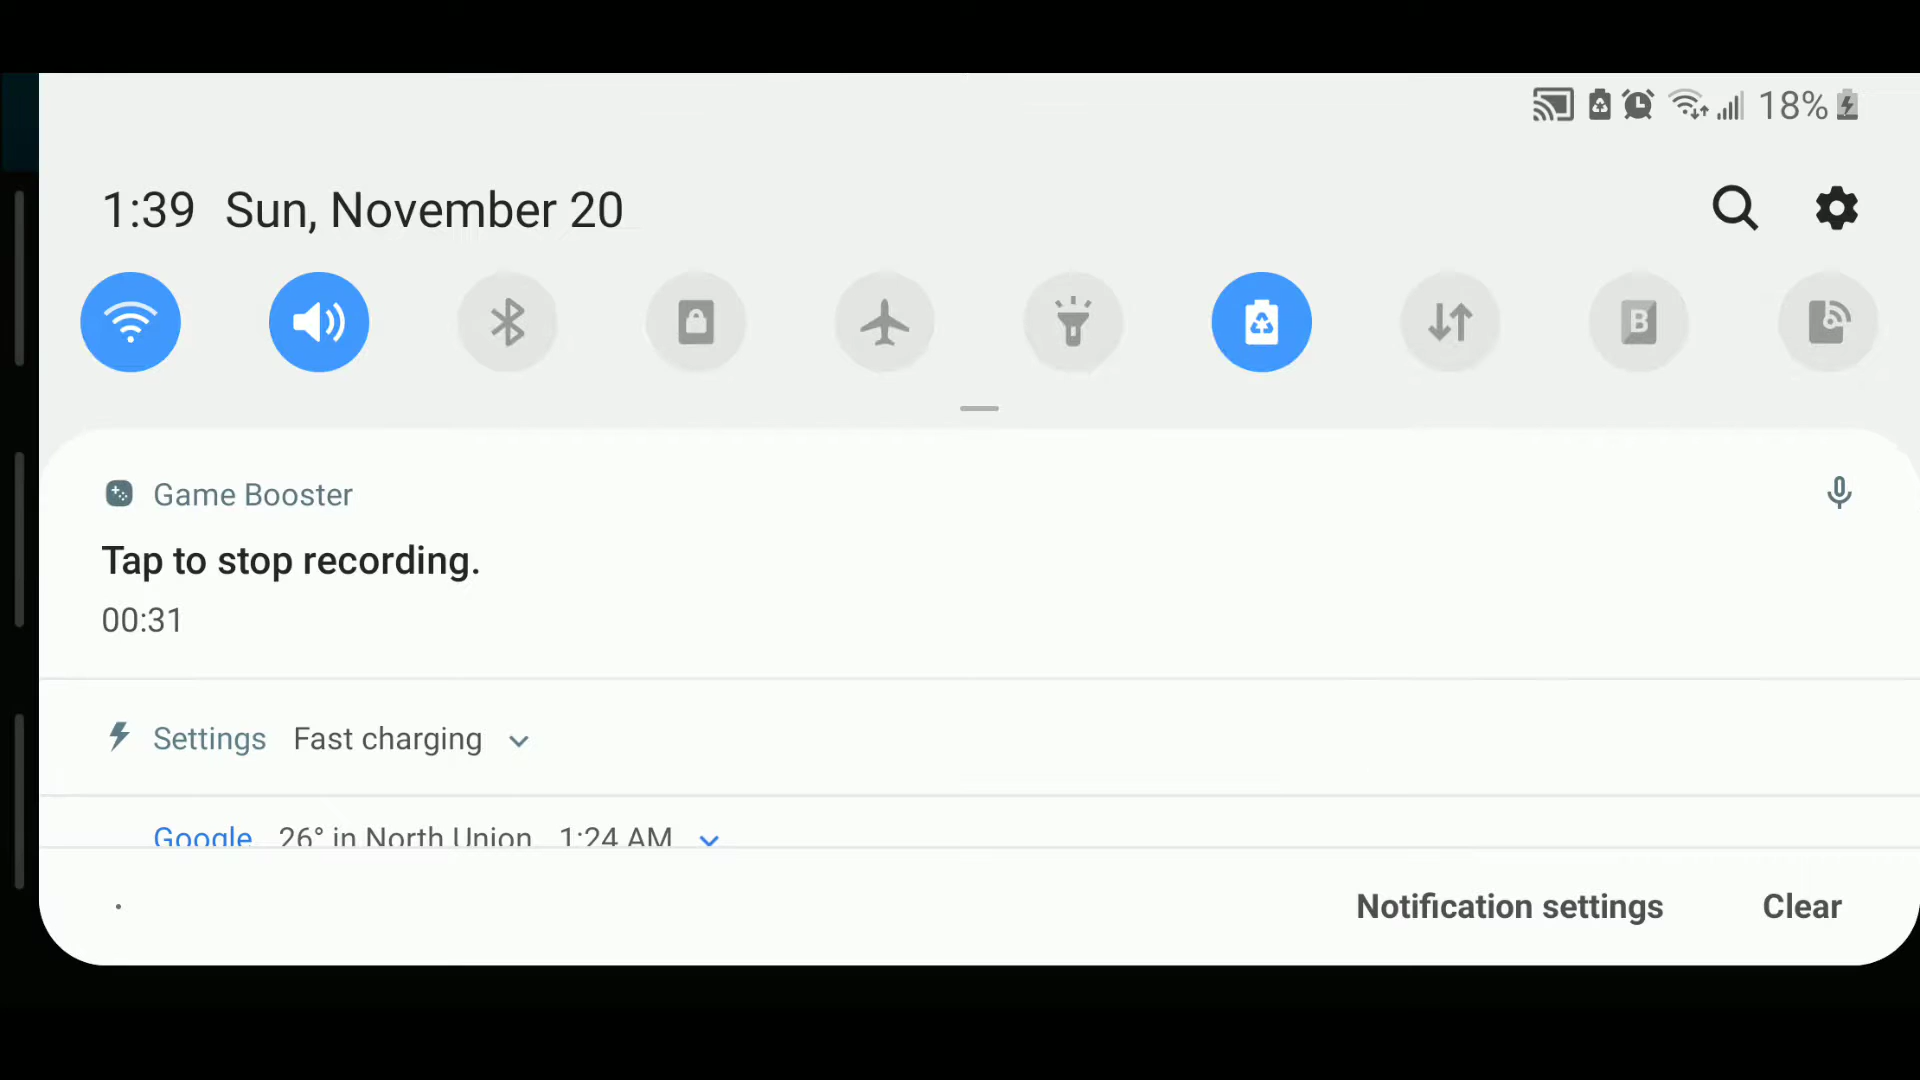 18%
1:39 Sun, November 20
B
Game Booster
Tap to stop recording.
00:31
Settings Fast charging
Google 26° in North Union 1:24 AM
Notification settings Clear